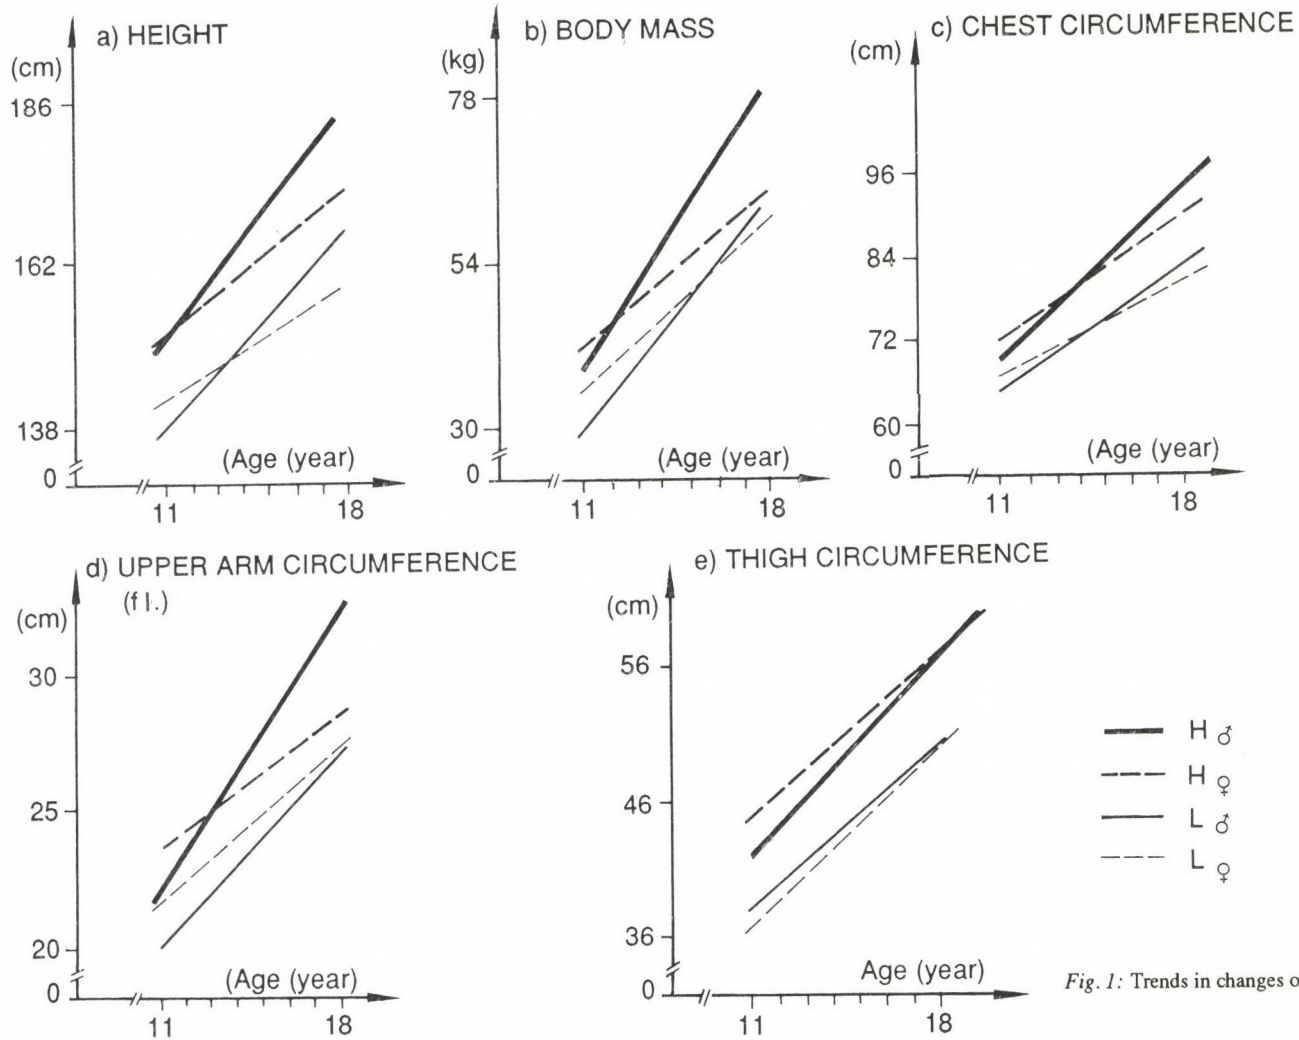 a) HEIGHT
(cm)
186
162
138
0
(Age (year)
11
18
b) BODY MASS
(kg)
78
54
30
0
(Age (year)
11
18
c) CHEST CIRCUMFERENCE
(cm)
96
84
72
60
0
(Age (year)
11
18
d) UPPER ARM CIRCUMFERENCE
(f l.)
(cm)
30
25
20
0
(Age (year)
11
18
e) THIGH CIRCUMFERENCE
(cm)
56
46
36
0
Age (year)
11
18
H ♂
H ♀
L ♂
L ♀
Fig. 1: Trends in changes o